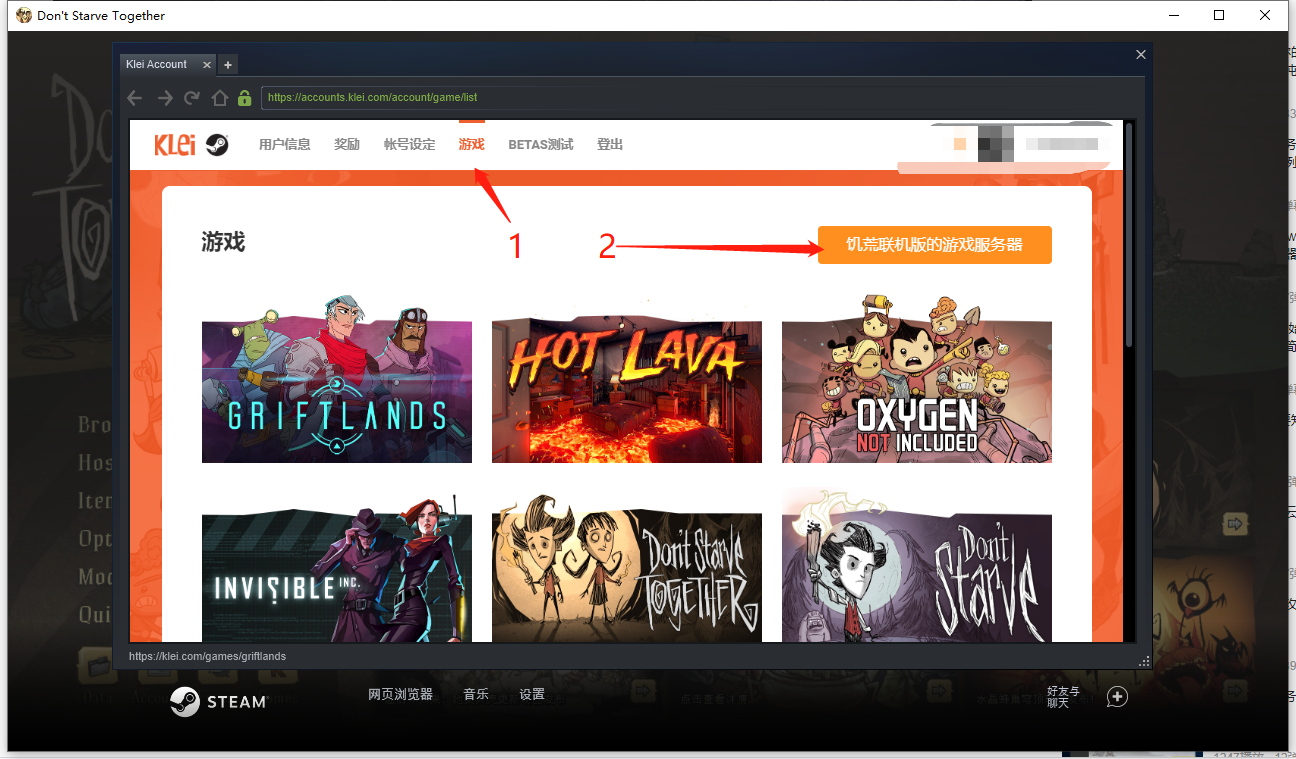 Don't Starve Together
Klei Account
https://accounts.klei.com/account/game/list
KLei
用户信息
奖励
帐号设定
游戏
BETAS测试
登出
1
2
游戏
饥荒联机版的游戏服务器
GRIFTLANDS
HOT LAVA
OXYGEN
NOT INCLUDED
INVISIBLE INC.
Don't Starve
TOGETHER
Don't
Starve
https://klei.com/games/griftlands
STEAM
网页浏览器
音乐
设置
好友与
聊天